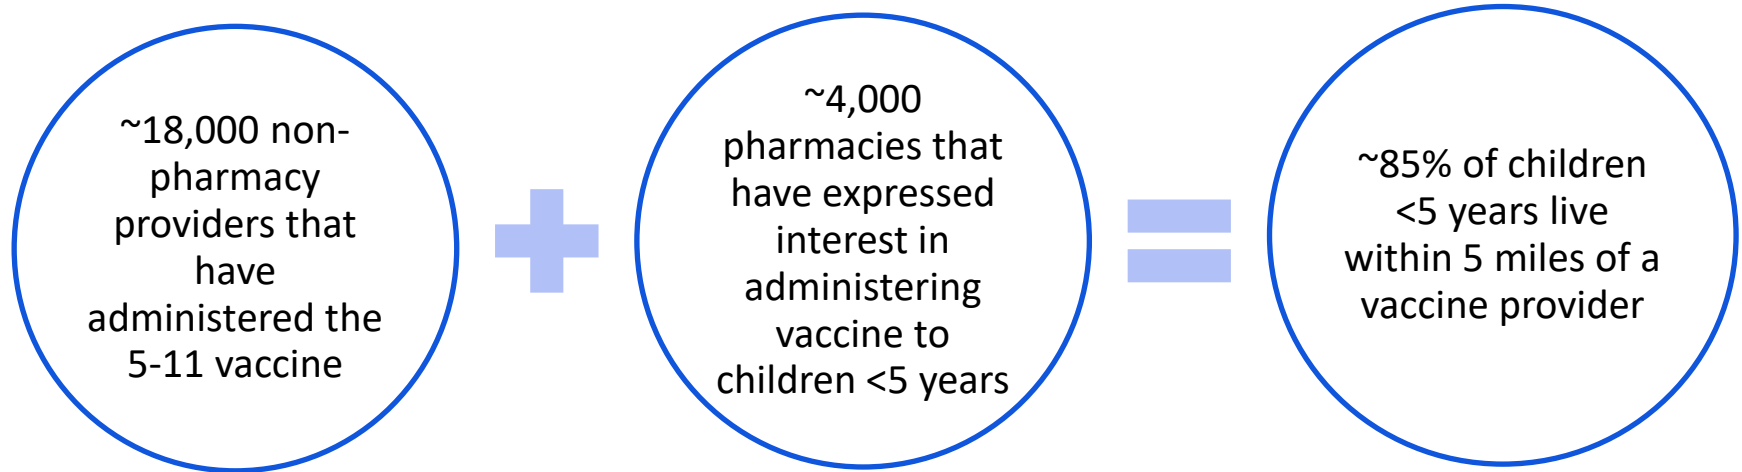 ~18,000 non-
pharmacy
providers that
have
administered the
5-11 vaccine
~4,000
pharmacies that
have expressed
interest in
administering
vaccine to
children <5 years
~85% of children
<5 years live
within 5 miles of a
vaccine provider